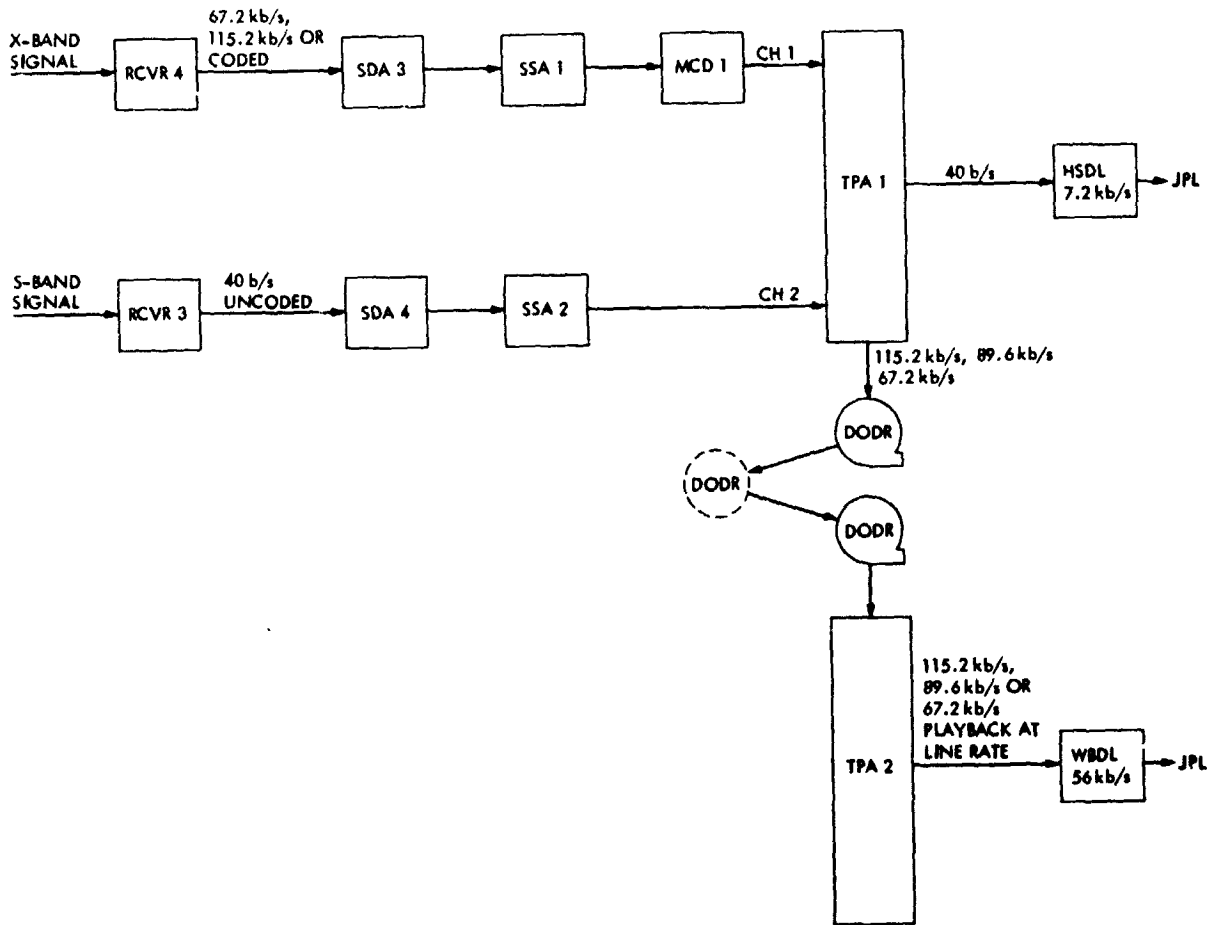 X-BAND
SIGNAL
RCVR 4
67.2 kb/s,
115.2 kb/s OR
CODED
SDA 3
SSA 1
MCD 1
CH 1
TPA 1
40 b/s
HSDL
7.2 kb/s
JPL
S-BAND
SIGNAL
RCVR 3
40 b/s
UNCODED
SDA 4
SSA 2
CH 2
115.2 kb/s, 89.6 kb/s
67.2 kb/s
DODR
DODR
DODR
TPA 2
115.2 kb/s,
89.6 kb/s OR
67.2 kb/s
PLAYBACK AT
LINE RATE
WBDL
56 kb/s
JPL